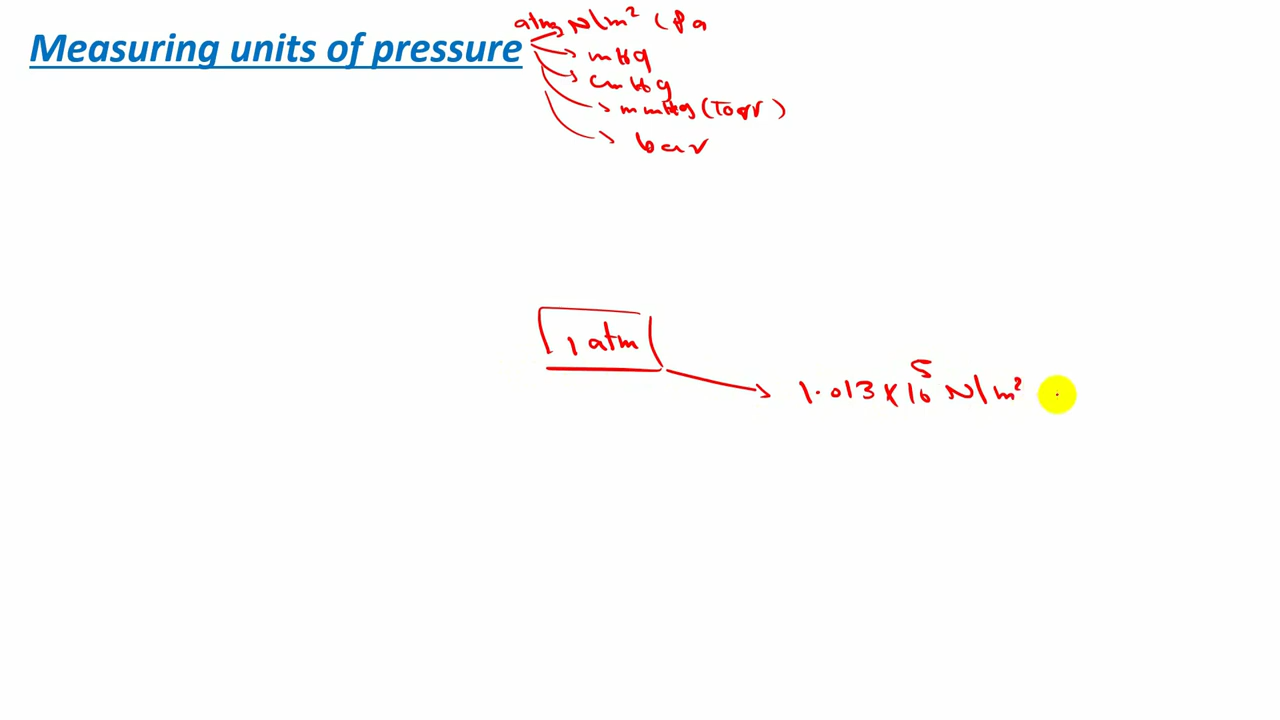 atm N/m² (Pa
Measuring units of pressure
mHg
cmHg
mmHg (Torr)
bar
1 atm
1.013 × 10⁵ N/m²